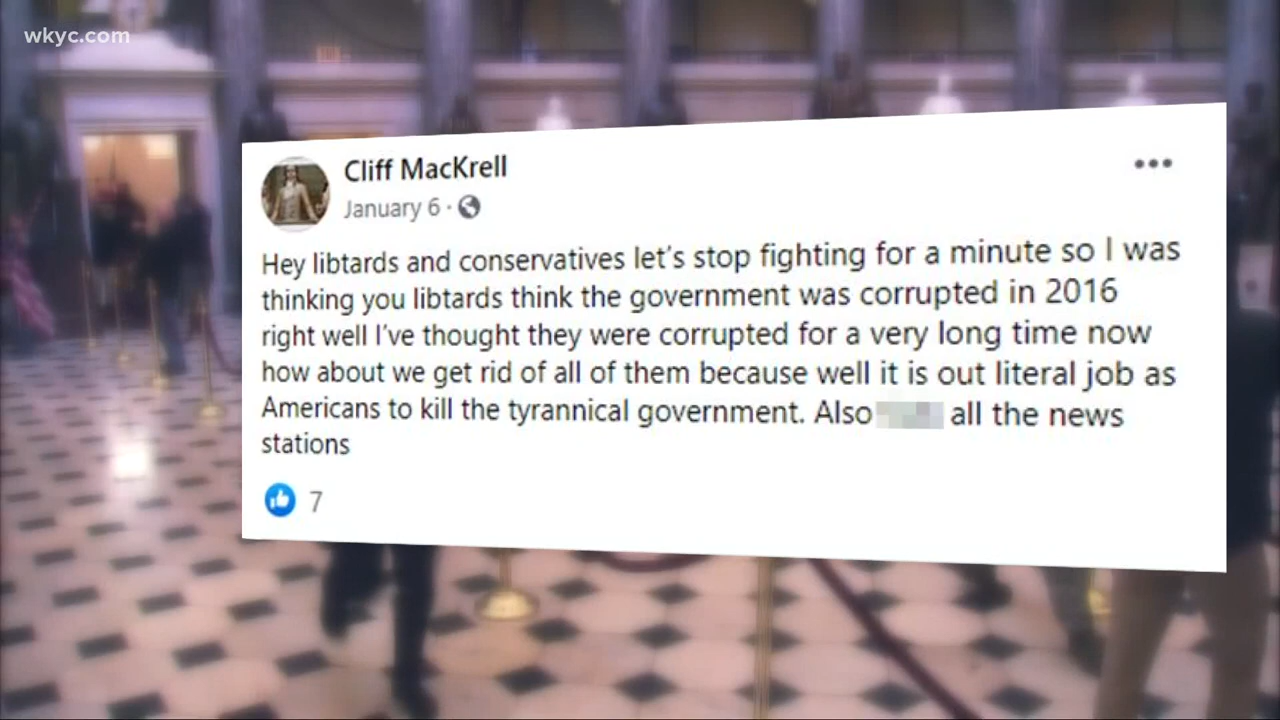 wkyc.com
Cliff MacKrell
January 6 ·
Hey libtards and conservatives let's stop fighting for a minute so I was
thinking you libtards think the government was corrupted in 2016
right well I've thought they were corrupted for a very long time now
how about we get rid of all of them because well it is out literal job as
Americans to kill the tyrannical government. Also all the news
stations
7